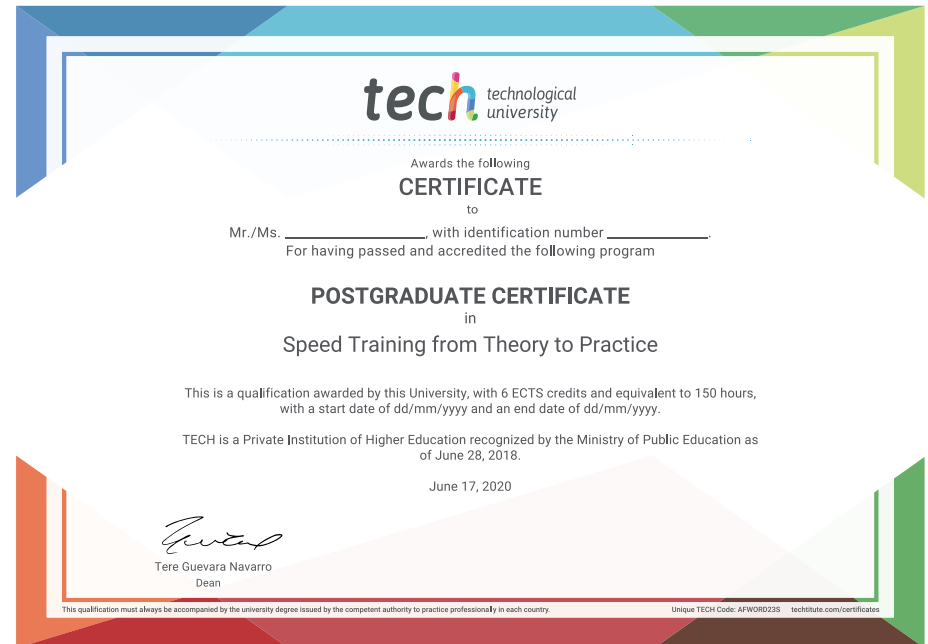 tech technological
university
Awards the following
CERTIFICATE
to
Mr./Ms. ________________, with identification number ____________.
For having passed and accredited the following program
POSTGRADUATE CERTIFICATE
in
Speed Training from Theory to Practice
This is a qualification awarded by this University, with 6 ECTS credits and equivalent to 150 hours,
with a start date of dd/mm/yyyy and an end date of dd/mm/yyyy.
TECH is a Private Institution of Higher Education recognized by the Ministry of Public Education as
of June 28, 2018.
June 17, 2020
Tere Guevara Navarro
Dean
This qualification must always be accompanied by the university degree issued by the competent authority to practice professionally in each country.
Unique TECH Code: AFWORD23S techtitute.com/certificates